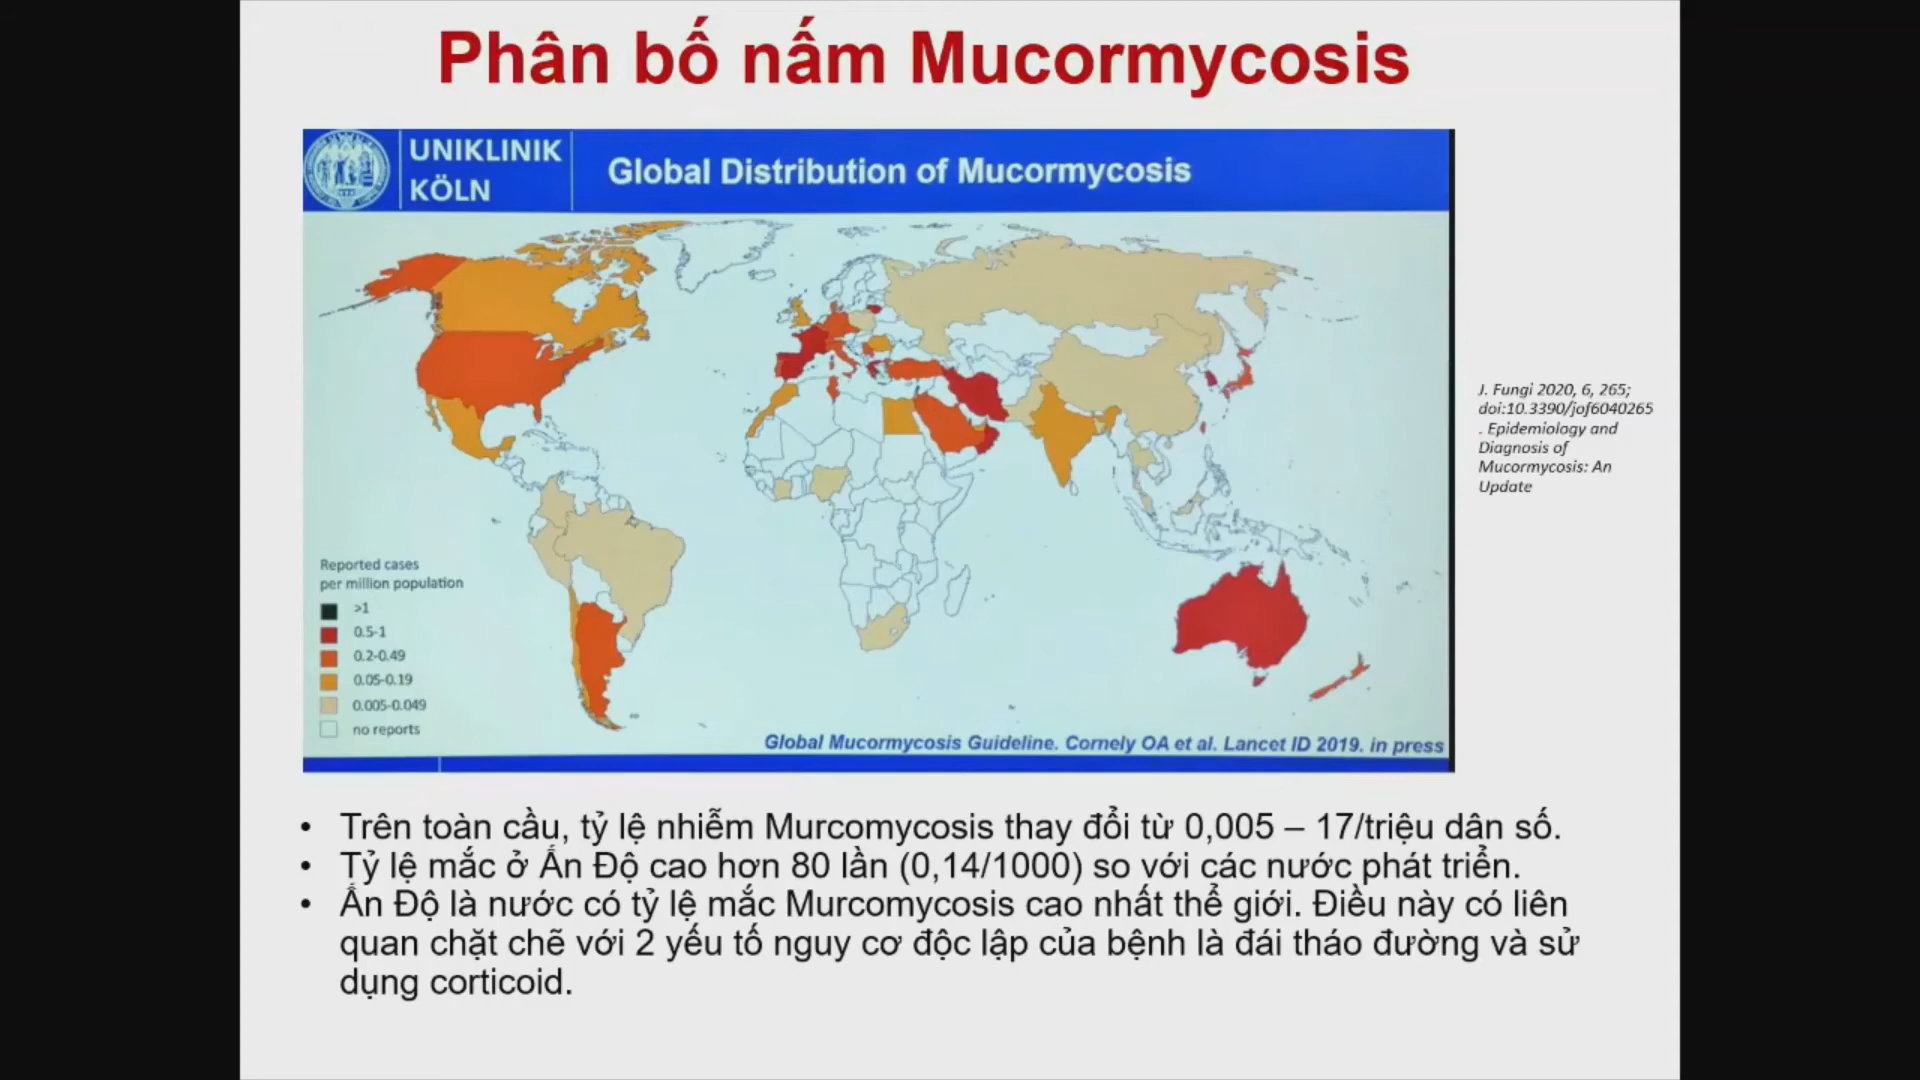 Phân bố nấm Mucormycosis
UNIKLINIK
KÖLN
Global Distribution of Mucormycosis
J. Fungi 2020, 6, 265;
doi:10.3390/jof6040265
. Epidemiology and
Diagnosis of
Mucormycosis: An
Update
Reported cases
per million population
>1
0.5-1
0.2-0.49
0.05-0.19
0.005-0.049
no reports
Global Mucormycosis Guideline. Cornely OA et al. Lancet ID 2019. in press
• Trên toàn cầu, tỷ lệ nhiễm Murcomycosis thay đổi từ 0,005 – 17/triệu dân số.
• Tỷ lệ mắc ở Ấn Độ cao hơn 80 lần (0,14/1000) so với các nước phát triển.
• Ấn Độ là nước có tỷ lệ mắc Murcomycosis cao nhất thể giới. Điều này có liên
quan chặt chẽ với 2 yếu tố nguy cơ độc lập của bệnh là đái tháo đường và sử
dụng corticoid.